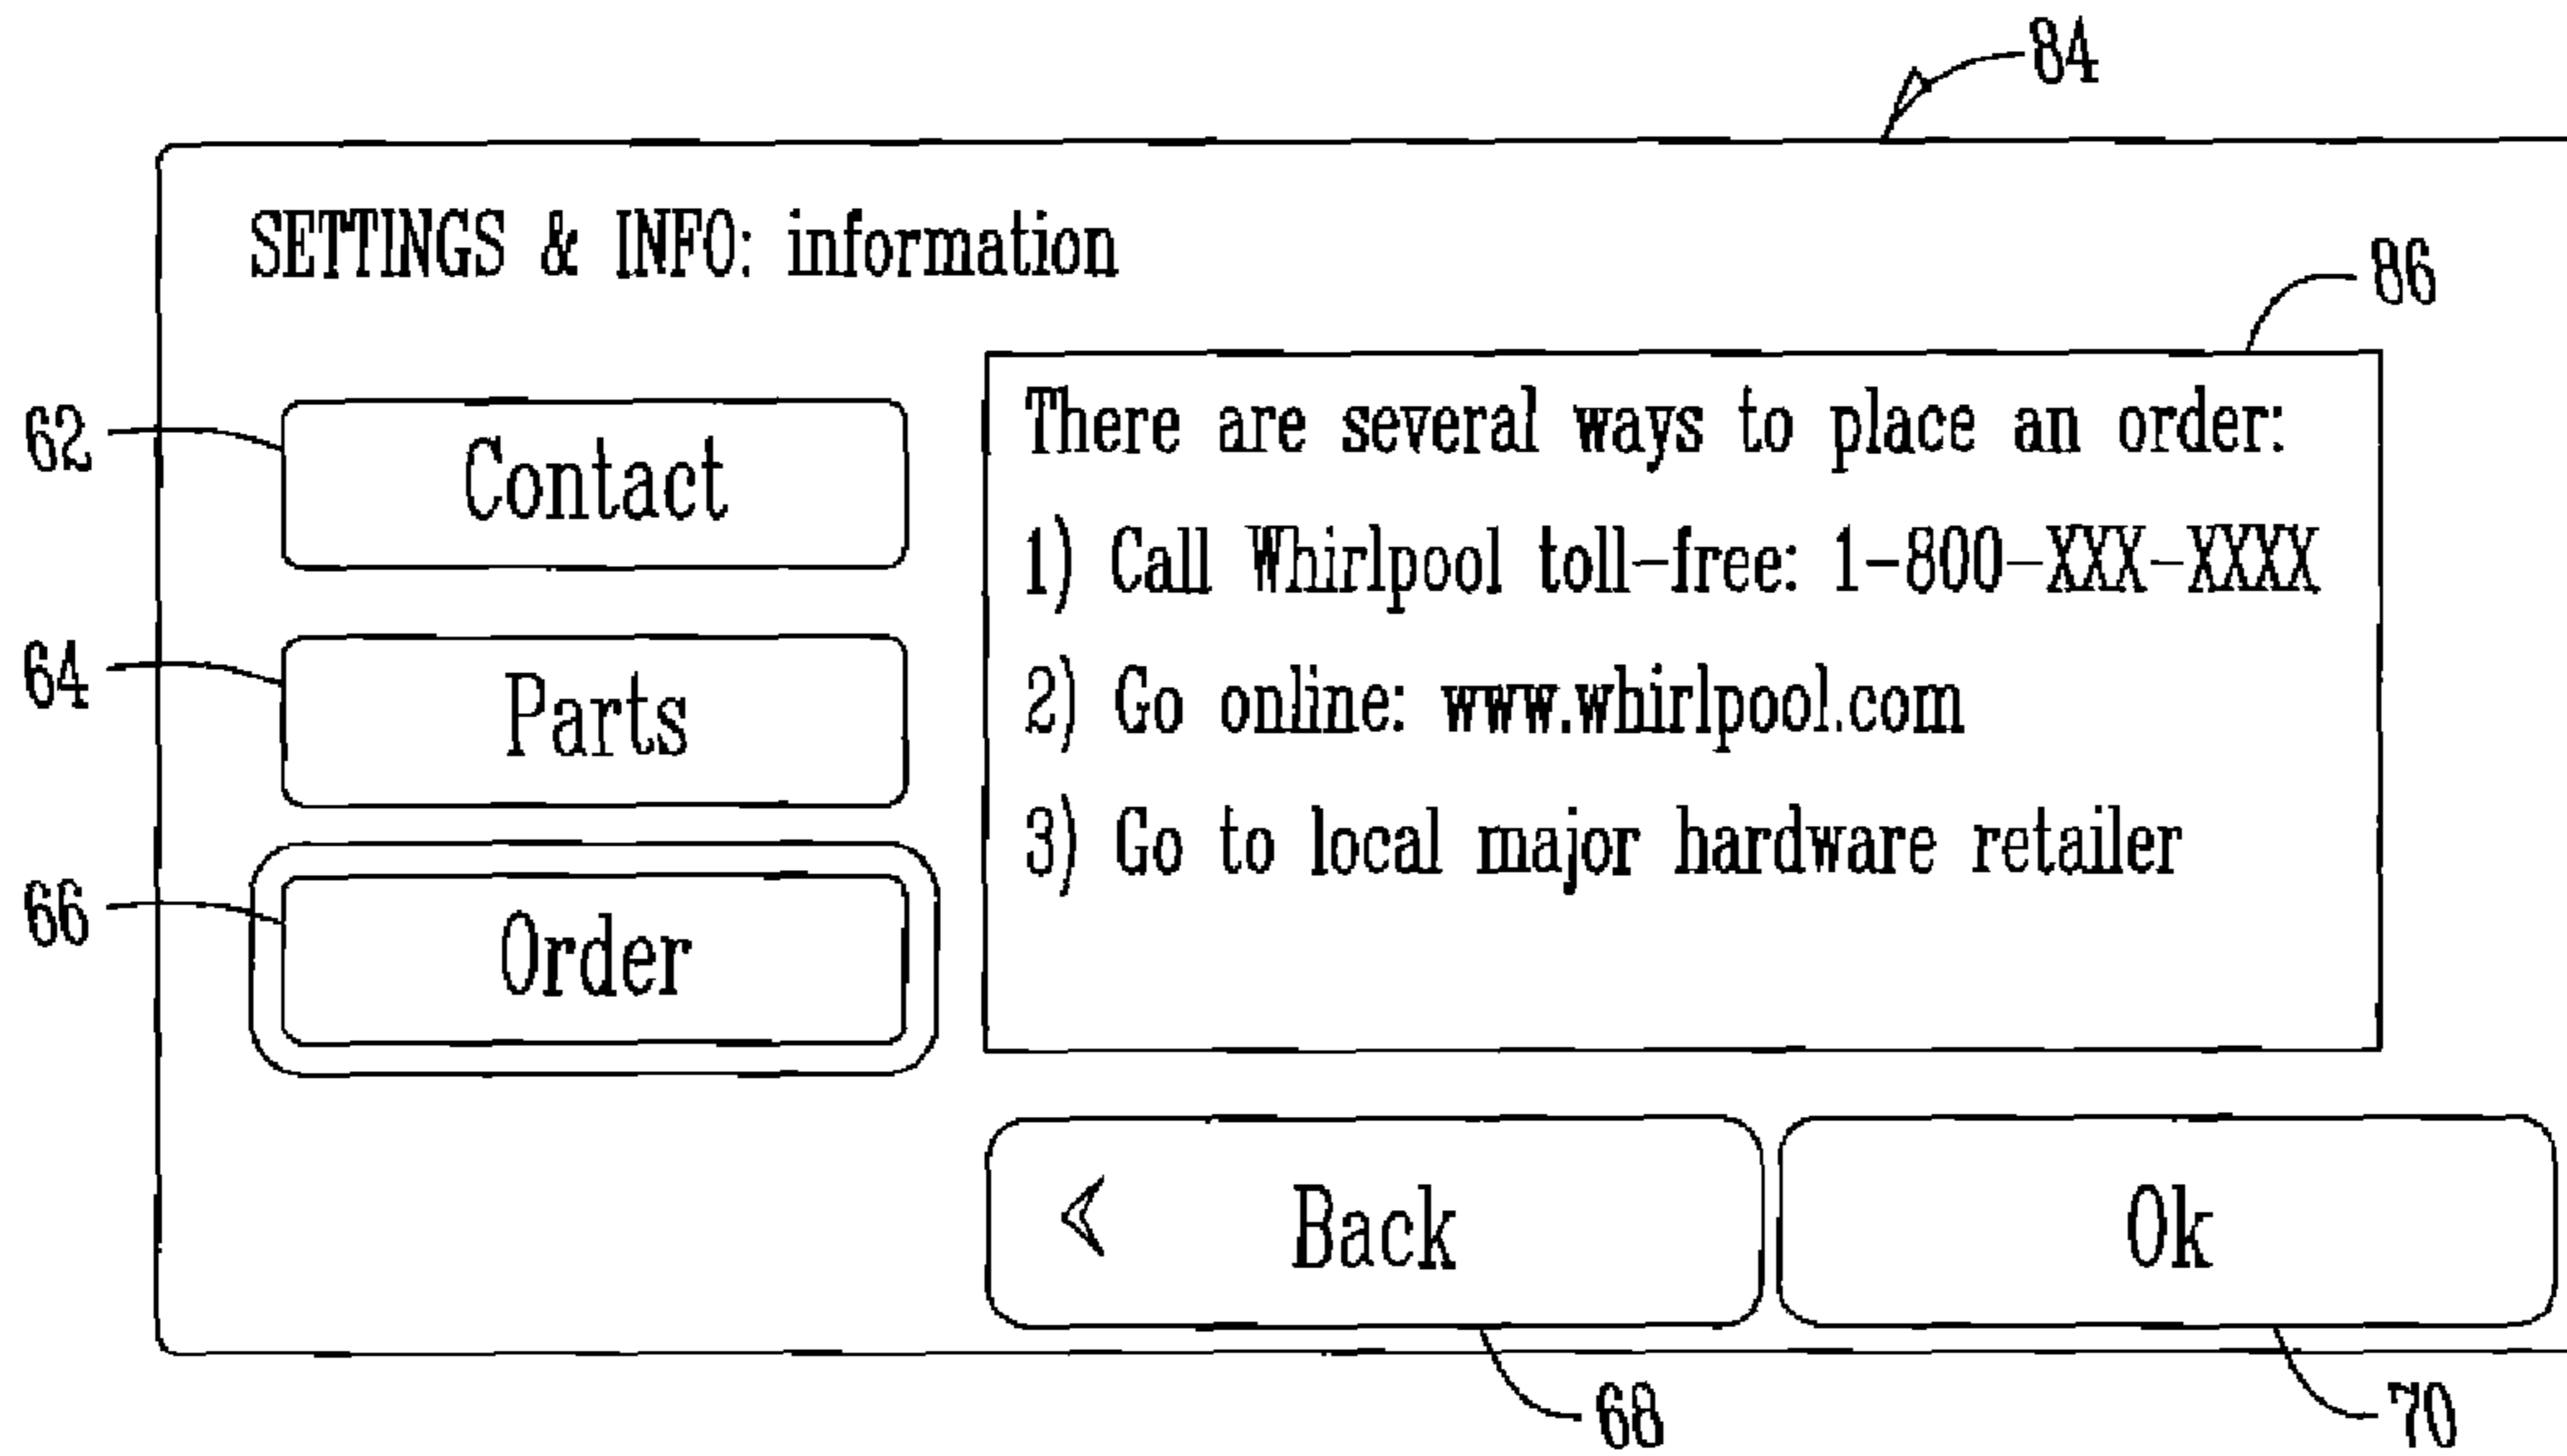 84
SETTINGS & INFO: information
86
There are several ways to place an order:
62
Contact
1) Call Whirlpool toll-free: 1-800-XXX-XXXX
64
Parts
2) Go online: www.whirlpool.com
3) Go to local major hardware retailer
66
Order
Back
Ok
68
70